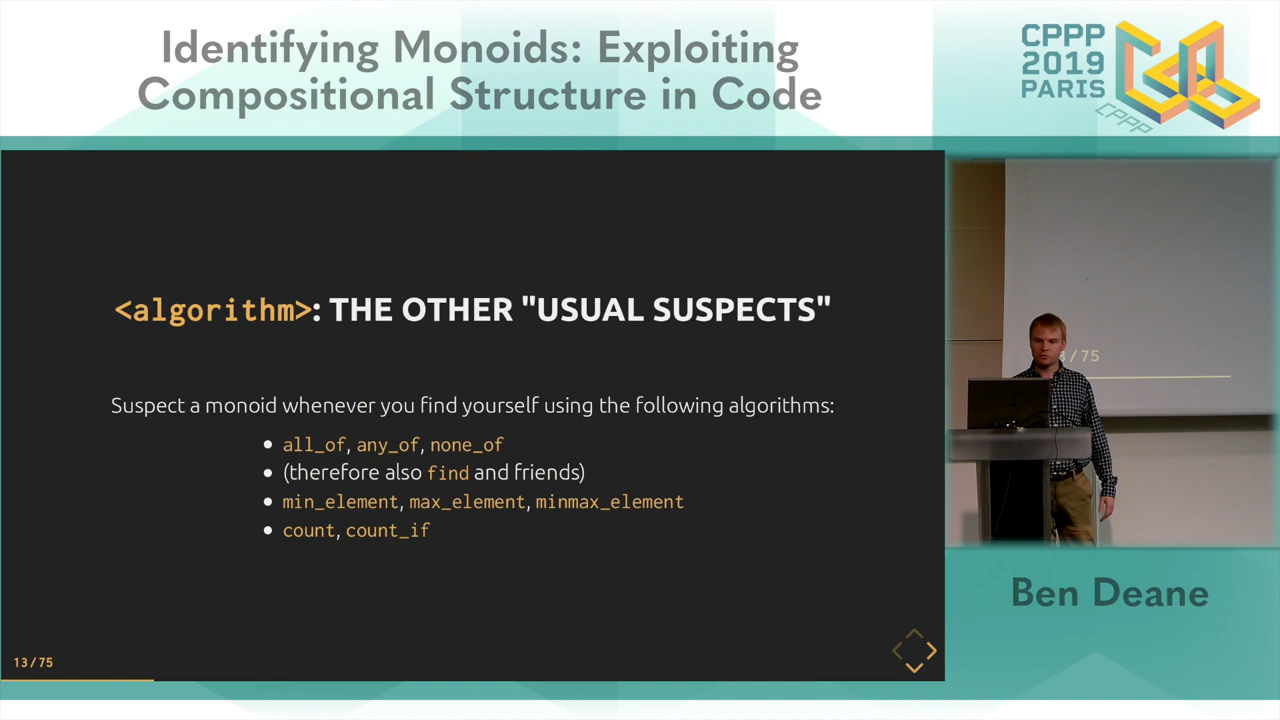 Identifying Monoids: Exploiting
Compositional Structure in Code
CPPP
2019
PARIS
CPPP
<algorithm>: THE OTHER "USUAL SUSPECTS"
Suspect a monoid whenever you find yourself using the following algorithms:
• all_of, any_of, none_of
• (therefore also find and friends)
• min_element, max_element, minmax_element
• count, count_if
13/75
/75
Ben Deane